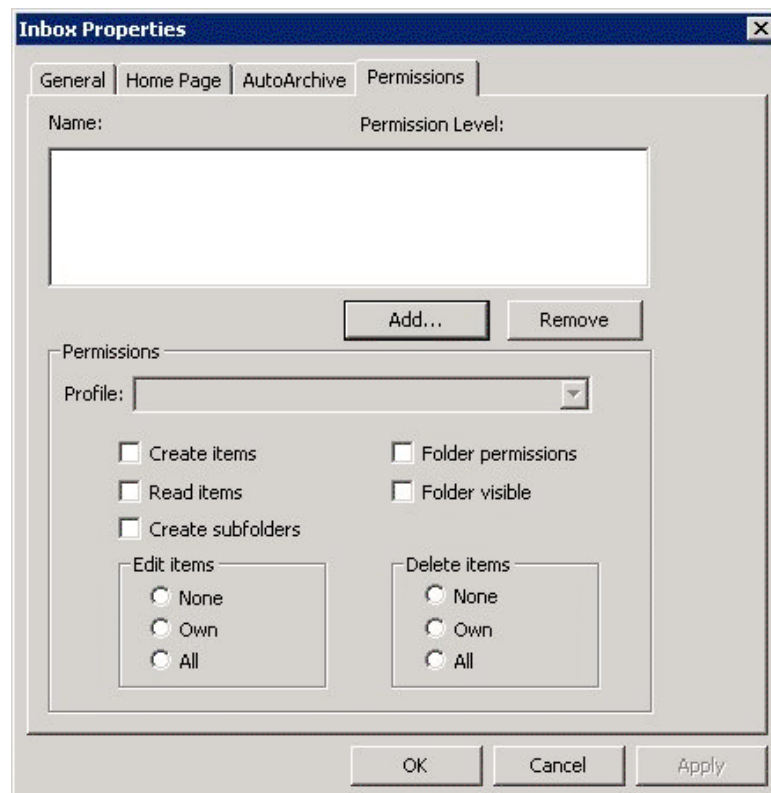 Inbox Properties
General Home Page AutoArchive Permissions
Name: Permission Level:
Add... Remove
Permissions
Profile:
Create items Folder permissions
Read items Folder visible
Create subfolders
Edit items Delete items
None None
Own Own
All All
OK Cancel Apply